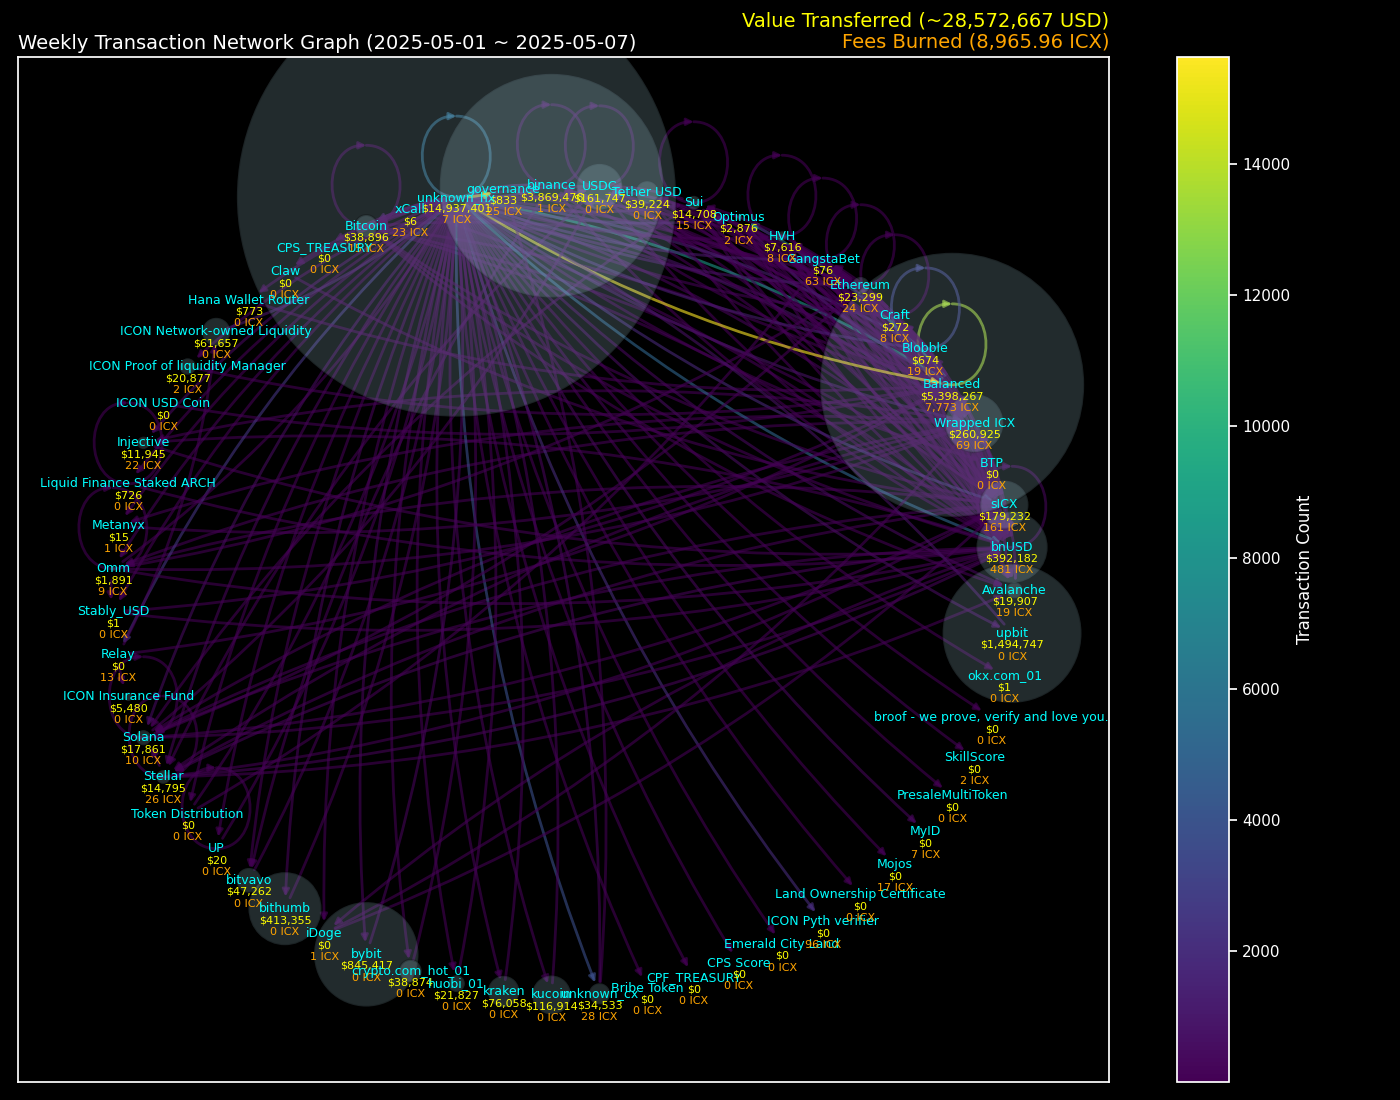 Value Transferred (~28,572,667 USD)
Weekly Transaction Network Graph (2025-05-01 ~ 2025-05-07)
Fees Burned (8,965.96 ICX)
unknown_hx
$14,937,401
7 ICX
governance
$833
25 ICX
binance
1 ICX
USDC
$161,747
0 ICX
Tether USD
$39,224
0 ICX
Sui
$14,708
15 ICX
Optimus
$2,876
2 ICX
HVH
$7,616
8 ICX
GangstaBet
$76
63 ICX
Ethereum
$23,299
24 ICX
Craft
$272
8 ICX
Blobble
$674
19 ICX
Balanced
$5,398,267
7,773 ICX
Wrapped ICX
$260,925
69 ICX
BTP
$0
0 ICX
sICX
$179,232
161 ICX
bnUSD
$392,182
481 ICX
Avalanche
$19,907
19 ICX
upbit
$1,494,747
0 ICX
okx.com_01
$1
0 ICX
broof - we prove, verify and love you.
$0
0 ICX
SkillScore
$0
2 ICX
PresaleMultiToken
$0
0 ICX
MyID
$0
7 ICX
Mojos
$0
17 ICX
Land Ownership Certificate
$0
0 ICX
ICON Pyth verifier
$0
96 ICX
Emerald City Land
$0
0 ICX
CPS Score
$0
0 ICX
CPF_TREASURY
$0
0 ICX
Bribe Token
$0
0 ICX
unknown_cx
$34,533
28 ICX
kucoin
$116,914
0 ICX
kraken
$76,058
0 ICX
huobi_01
$21,827
0 ICX
crypto.com_hot_01
$38,874
0 ICX
bybit
$845,417
0 ICX
iDoge
$0
1 ICX
bithumb
$413,355
0 ICX
bitvavo
$47,262
0 ICX
UP
$20
0 ICX
Token Distribution
$0
0 ICX
Stellar
$14,795
26 ICX
Solana
$17,861
10 ICX
ICON Insurance Fund
$5,480
0 ICX
Relay
$0
13 ICX
Stably_USD
$1
0 ICX
Omm
$1,891
9 ICX
Metanyx
$15
1 ICX
Liquid Finance Staked ARCH
$726
0 ICX
Injective
$11,945
22 ICX
ICON USD Coin
$0
0 ICX
ICON Proof of liquidity Manager
$20,877
2 ICX
ICON Network-owned Liquidity
$61,657
0 ICX
Hana Wallet Router
$773
0 ICX
Claw
$0
0 ICX
CPS_TREASURY
$0
0 ICX
Bitcoin
$38,896
ICX
xCall
$6
23 ICX
14000
12000
10000
8000
6000
4000
2000
Transaction Count